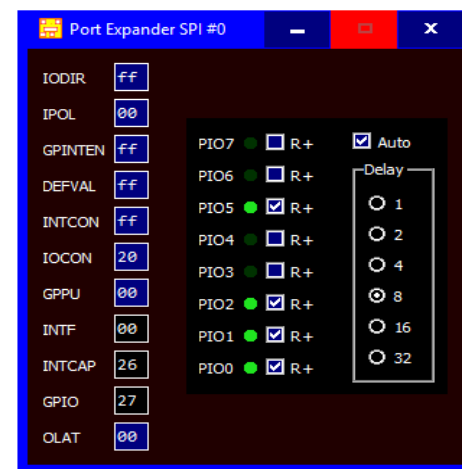 Port Expander SPI #0
IODIR ff
IPOL 00
GPINTEN ff
DEFVAL ff
INTCON ff
IOCON 20
GPPU 00
INTF 00
INTCAP 26
GPIO 27
OLAT 00
PIO7 R+
PIO6 R+
PIO5 R+
PIO4 R+
PIO3 R+
PIO2 R+
PIO1 R+
PIO0 R+
Auto
Delay
1
2
4
8
16
32